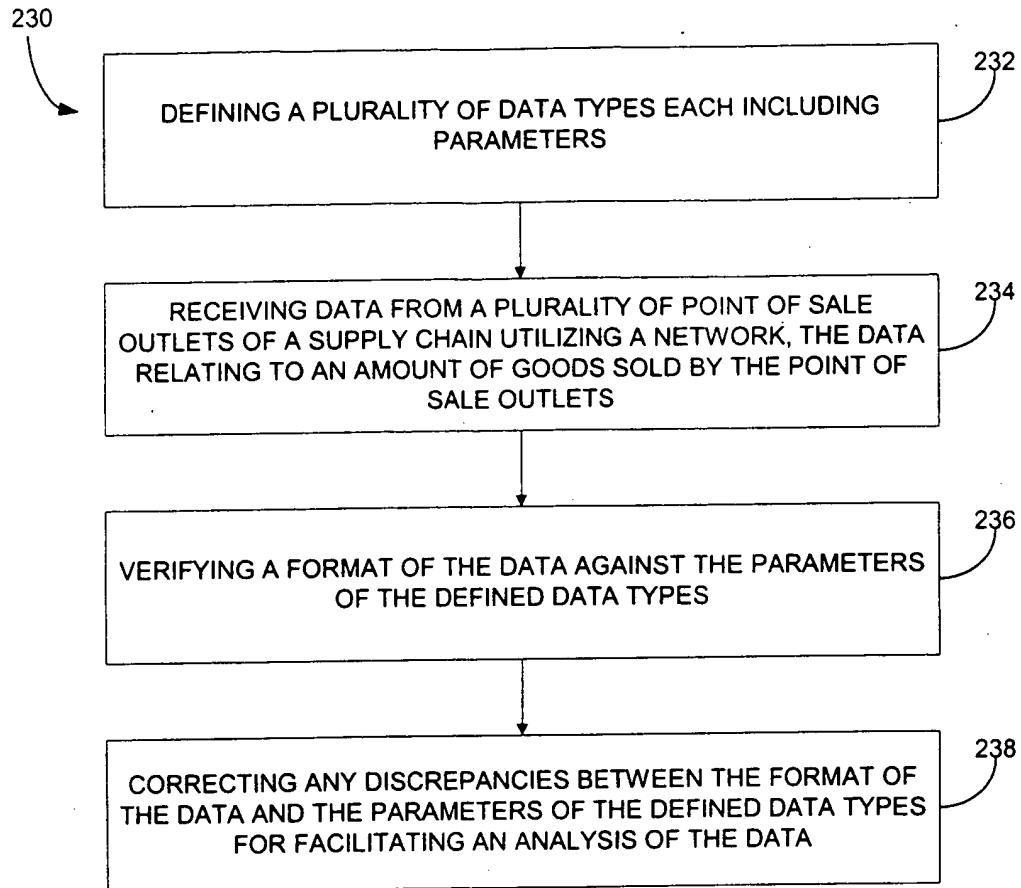 230
232
DEFINING A PLURALITY OF DATA TYPES EACH INCLUDING
PARAMETERS
234
RECEIVING DATA FROM A PLURALITY OF POINT OF SALE
OUTLETS OF A SUPPLY CHAIN UTILIZING A NETWORK, THE DATA
RELATING TO AN AMOUNT OF GOODS SOLD BY THE POINT OF
SALE OUTLETS
236
VERIFYING A FORMAT OF THE DATA AGAINST THE PARAMETERS
OF THE DEFINED DATA TYPES
238
CORRECTING ANY DISCREPANCIES BETWEEN THE FORMAT OF
THE DATA AND THE PARAMETERS OF THE DEFINED DATA TYPES
FOR FACILITATING AN ANALYSIS OF THE DATA